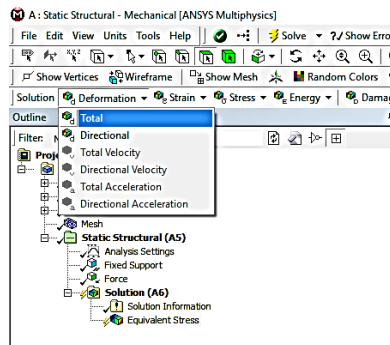 A : Static Structural - Mechanical [ANSYS Multiphysics]
File Edit View Units Tools Help Solve ?/ Show Erro
Show Vertices Wireframe Show Mesh Random Colors
Solution Deformation Strain Stress Energy Damag
Outline
Total
Filter:
Directional
Proje
Total Velocity
Directional Velocity
Total Acceleration
Directional Acceleration
Mesh
Static Structural (A5)
Analysis Settings
Fixed Support
Force
Solution (A6)
Solution Information
Equivalent Stress